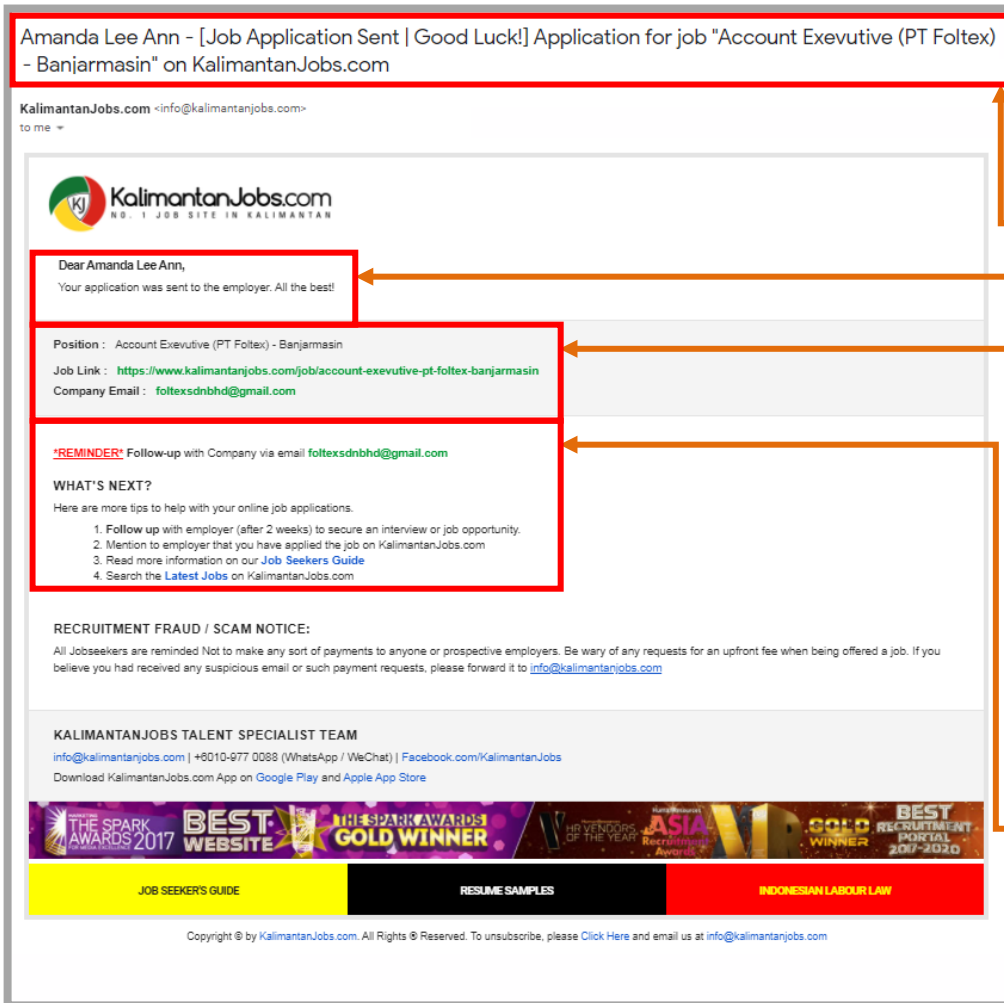 Amanda Lee Ann - [Job Application Sent | Good Luck!] Application for job "Account Exevutive (PT Foltex)
- Banjarmasin" on KalimantanJobs.com
KalimantanJobs.com <info@kalimantanjobs.com>
to me
KJ KalimantanJobs.com
NO. 1 JOB SITE IN KALIMANTAN
Dear Amanda Lee Ann,
Your application was sent to the employer. All the best!
Position : Account Exevutive (PT Foltex) - Banjarmasin
Job Link : https://www.kalimantanjobs.com/job/account-exevutive-pt-foltex-banjarmasin
Company Email : foltexsdnbhd@gmail.com
*REMINDER* Follow-up with Company via email foltexsdnbhd@gmail.com
WHAT'S NEXT?
Here are more tips to help with your online job applications.
1. Follow up with employer (after 2 weeks) to secure an interview or job opportunity.
2. Mention to employer that you have applied the job on KalimantanJobs.com
3. Read more information on our Job Seekers Guide
4. Search the Latest Jobs on KalimantanJobs.com
RECRUITMENT FRAUD / SCAM NOTICE:
All Jobseekers are reminded Not to make any sort of payments to anyone or prospective employers. Be wary of any requests for an upfront fee when being offered a job. If you
believe you had received any suspicious email or such payment requests, please forward it to info@kalimantanjobs.com
KALIMANTANJOBS TALENT SPECIALIST TEAM
info@kalimantanjobs.com | +6010-977 0088 (WhatsApp / WeChat) | Facebook.com/KalimantanJobs
Download KalimantanJobs.com App on Google Play and Apple App Store
MARKETING
THE SPARK
AWARDS 2017
FOR MEDIA EXCELLENCE
BEST
WEBSITE
THE SPARK AWARDS
GOLD WINNER
HR VENDORS
OF THE YEAR
ASIA
Recruitment
Awards
GOLD
WINNER
BEST
RECRUITMENT
PORTAL
2017-2020
JOB SEEKER'S GUIDE
RESUME SAMPLES
INDONESIAN LABOUR LAW
Copyright © by KalimantanJobs.com. All Rights ® Reserved. To unsubscribe, please Click Here and email us at info@kalimantanjobs.com